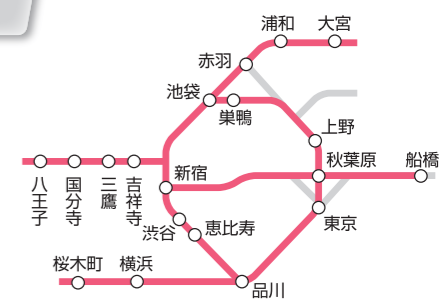 浦和
大宮
赤羽
池袋
巣鴨
上野
秋葉原
船橋
新宿
八王子
国分寺
三鷹
吉祥寺
渋谷
恵比寿
東京
桜木町
横浜
品川